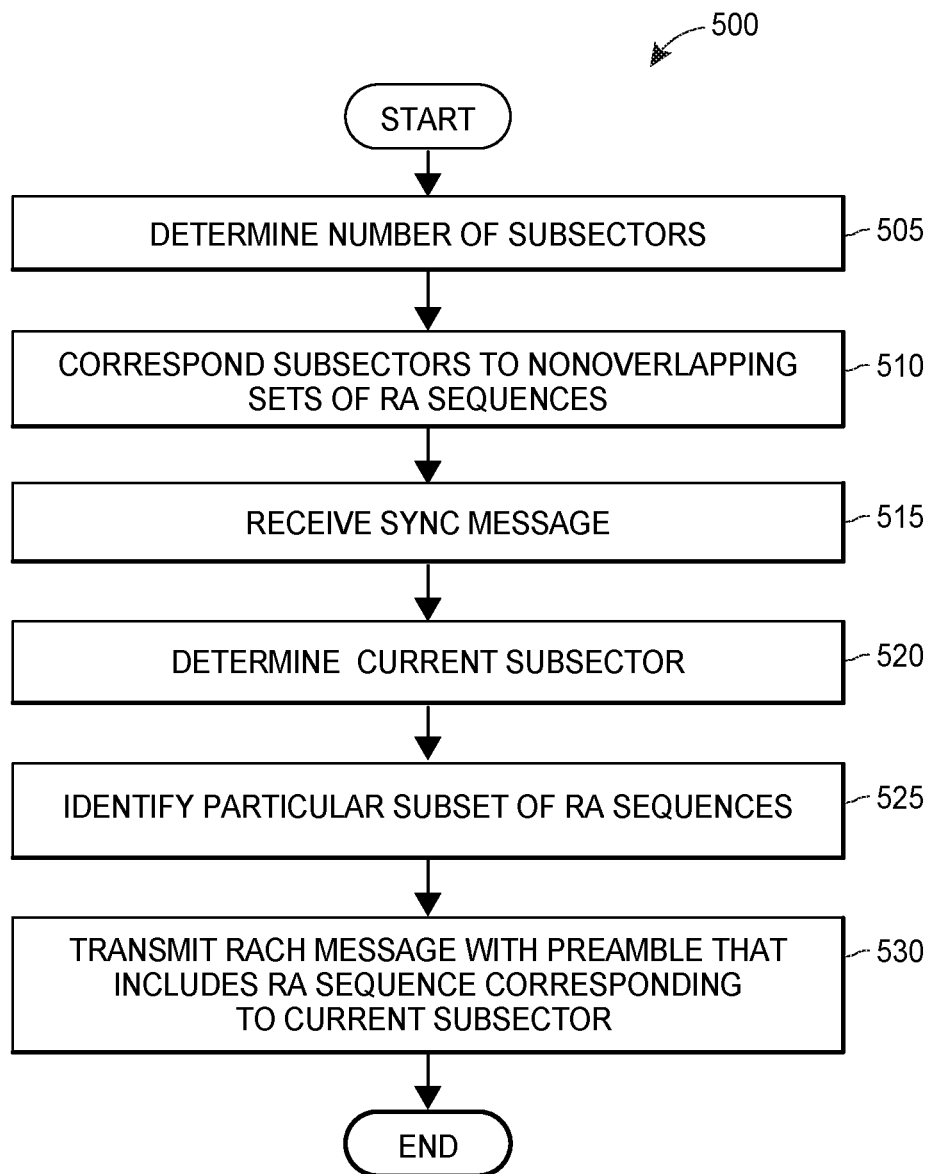 500
START
DETERMINE NUMBER OF SUBSECTORS
505
CORRESPOND SUBSECTORS TO NONOVERLAPPING
SETS OF RA SEQUENCES
510
RECEIVE SYNC MESSAGE
515
DETERMINE CURRENT SUBSECTOR
520
IDENTIFY PARTICULAR SUBSET OF RA SEQUENCES
525
TRANSMIT RACH MESSAGE WITH PREAMBLE THAT
INCLUDES RA SEQUENCE CORRESPONDING
TO CURRENT SUBSECTOR
530
END